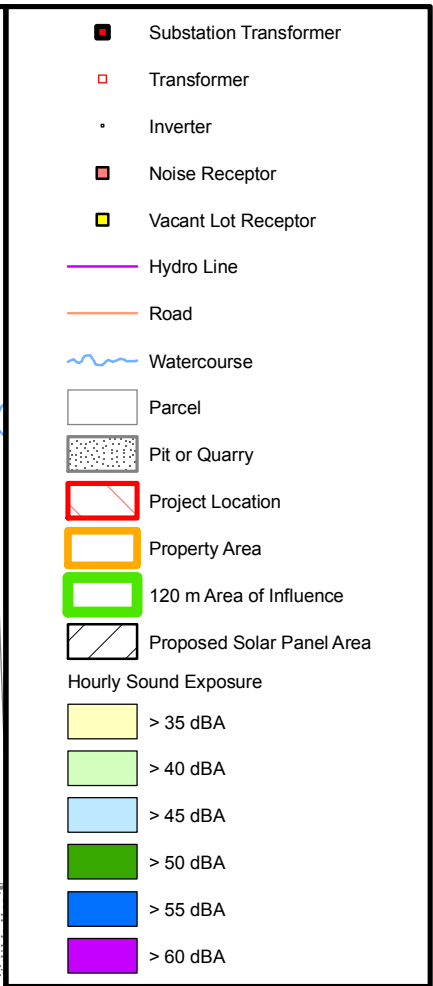 Substation Transformer
Transformer
Inverter
Noise Receptor
Vacant Lot Receptor
Hydro Line
Road
Watercourse
Parcel
Pit or Quarry
Project Location
Property Area
120 m Area of Influence
Proposed Solar Panel Area
Hourly Sound Exposure
> 35 dBA
> 40 dBA
> 45 dBA
> 50 dBA
> 55 dBA
> 60 dBA